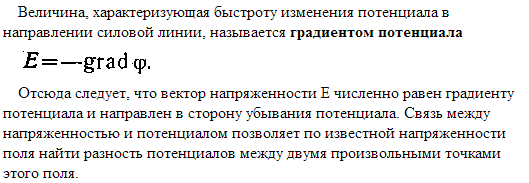 Величина, характеризующая быстроту изменения потенциала в
направлении силовой линии, называется градиентом потенциала
E=—grad φ.
Отсюда следует, что вектор напряженности E численно равен градиенту
потенциала и направлен в сторону убывания потенциала. Связь между
напряженностью и потенциалом позволяет по известной напряженности
поля найти разность потенциалов между двумя произвольными точками
этого поля.